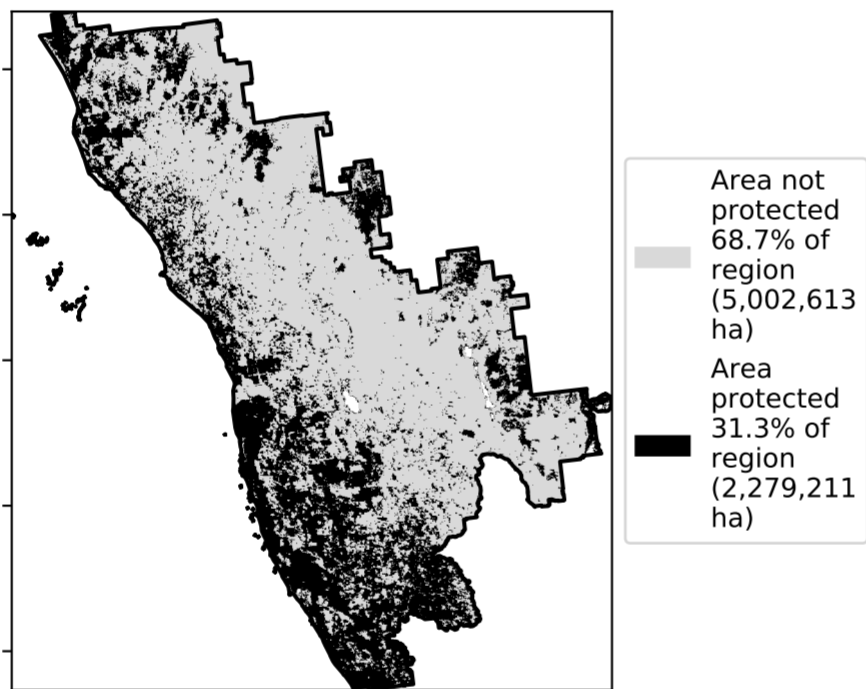 Area not
protected
68.7% of
region
(5,002,613
ha)
Area
protected
31.3% of
region
(2,279,211
ha)